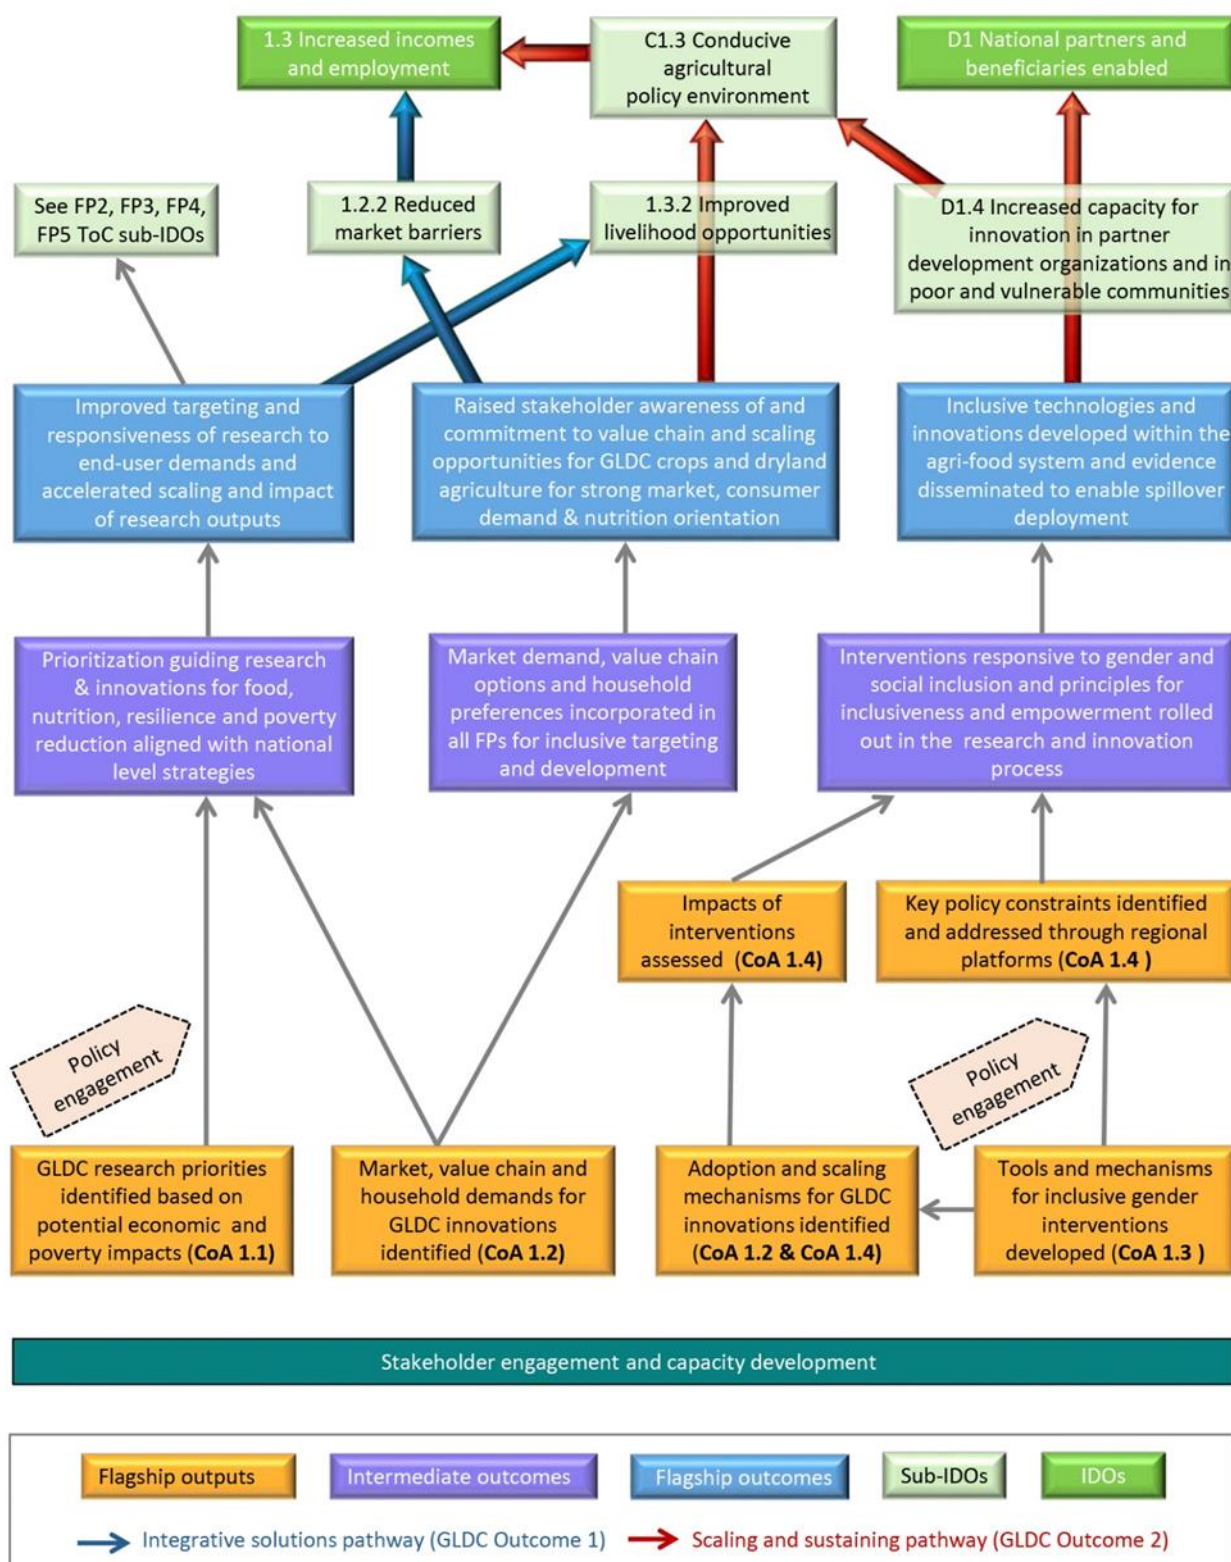 1.3 Increased incomes
and employment
C1.3 Conducive
agricultural
policy environment
D1 National partners and
beneficiaries enabled
See FP2, FP3, FP4,
FP5 ToC sub-IDOs
1.2.2 Reduced
market barriers
1.3.2 Improved
livelihood opportunities
D1.4 Increased capacity for
innovation in partner
development organizations and in
poor and vulnerable communities
Improved targeting and
responsiveness of research to
end-user demands and
accelerated scaling and impact
of research outputs
Raised stakeholder awareness of and
commitment to value chain and scaling
opportunities for GLDC crops and dryland
agriculture for strong market, consumer
demand & nutrition orientation
Inclusive technologies and
innovations developed within the
agri-food system and evidence
disseminated to enable spillover
deployment
Prioritization guiding research
& innovations for food,
nutrition, resilience and poverty
reduction aligned with national
level strategies
Market demand, value chain
options and household
preferences incorporated in
all FPs for inclusive targeting
and development
Interventions responsive to gender and
social inclusion and principles for
inclusiveness and empowerment rolled
out in the research and innovation
process
Impacts of
interventions
assessed (CoA 1.4)
Key policy constraints identified
and addressed through regional
platforms (CoA 1.4 )
Policy
engagement
Policy
engagement
GLDC research priorities
identified based on
potential economic and
poverty impacts (CoA 1.1)
Market, value chain and
household demands for
GLDC innovations
identified (CoA 1.2)
Adoption and scaling
mechanisms for GLDC
innovations identified
(CoA 1.2 & CoA 1.4)
Tools and mechanisms
for inclusive gender
interventions
developed (CoA 1.3 )
Stakeholder engagement and capacity development
Flagship outputs
Intermediate outcomes
Flagship outcomes
Sub-IDOs
IDOs
Integrative solutions pathway (GLDC Outcome 1)
Scaling and sustaining pathway (GLDC Outcome 2)